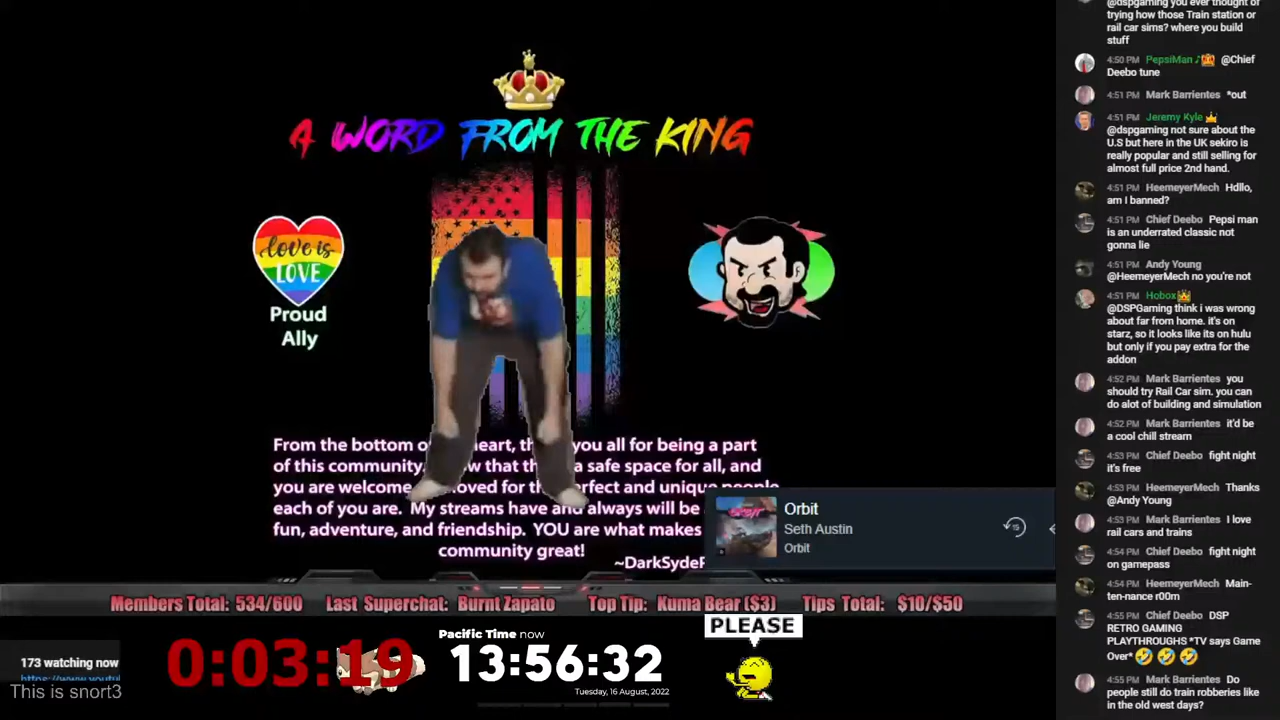 A WORD FROM THE KING
love is
LOVE
Proud
Ally
From the bottom o heart, th you all for being a part
of this community, w that th a safe space for all, and
you are welcome oved for th rfect and unique people
each of you are. My streams have and always will be
fun, adventure, and friendship. YOU are what makes
community great!
~DarkSydeP
Orbit
Seth Austin
Orbit
15
Members Total: 534/600 Last Superchat: Burnt Zapato Top Tip: Kuma Bear ($3) Tips Total: $10/$50
173 watching now
https://www.youtul
This is snort3
0:03:19
Pacific Time now
13:56:32
Tuesday, 16 August, 2022
PLEASE
@dspgaming you ever thought of
trying how those Train station or
rail car sims? where you build
stuff
4:50 PM PepsiMan♪ @Chief
Deebo tune
4:51 PM Mark Barrientes *out
4:51 PM Jeremy Kyle
@dspgaming not sure about the
U.S but here in the UK sekiro is
really popular and still selling for
almost full price 2nd hand.
4:51 PM HeemeyerMech Hdllo,
am I banned?
4:51 PM Chief Deebo Pepsi man
is an underrated classic not
gonna lie
4:51 PM Andy Young
@HeemeyerMech no you're not
4:51 PM Hobox
@DSPGaming think i was wrong
about far from home. it's on
starz, so it looks like its on hulu
but only if you pay extra for the
addon
4:52 PM Mark Barrientes you
should try Rail Car sim. you can
do alot of building and simulation
4:52 PM Mark Barrientes it'd be
a cool chill stream
4:53 PM Chief Deebo fight night
it's free
4:53 PM HeemeyerMech Thanks
@Andy Young
4:53 PM Mark Barrientes I love
rail cars and trains
4:54 PM Chief Deebo fight night
on gamepass
4:54 PM HeemeyerMech Main-
ten-nance r00m
4:55 PM Chief Deebo DSP
RETRO GAMING
PLAYTHROUGHS *TV says Game
Over* 🤣🤣🤣
4:55 PM Mark Barrientes Do
people still do train robberies like
in the old west days?